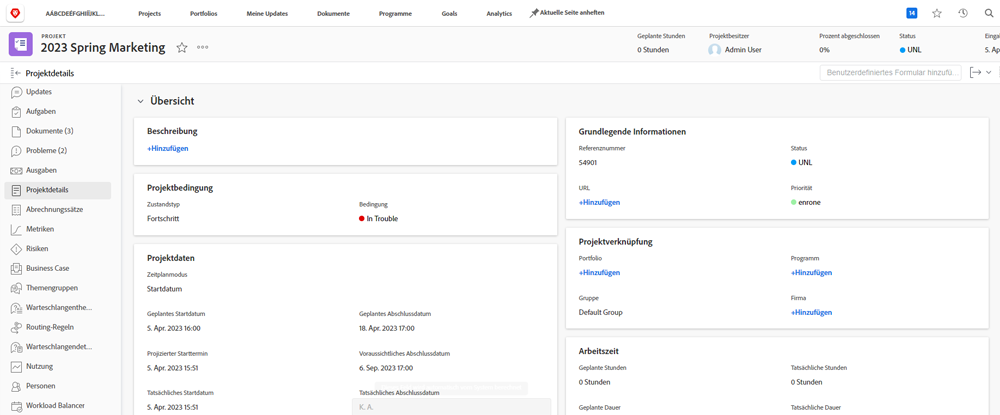 AÄBCDEÉFGHIÎÏJKL...
Projects
Portfolios
Meine Updates
Dokumente
Programme
Goals
Analytics
Aktuelle Seite anheften
14
PROJEKT
2023 Spring Marketing
Geplante Stunden
0 Stunden
Projektbesitzer
Admin User
Prozent abgeschlossen
0%
Status
UNL
5. Apr
Projektdetails
Benutzerdefiniertes Formular hinzufü...
Updates
Aufgaben
Dokumente (3)
Probleme (2)
Ausgaben
Projektdetails
Abrechnungssätze
Metriken
Risiken
Business Case
Themengruppen
Warteschlangenthe...
Routing-Regeln
Warteschlangendet...
Nutzung
Personen
Workload Balancer
Übersicht
Beschreibung
+Hinzufügen
Projektbedingung
Zustandstyp
Fortschritt
Bedingung
In Trouble
Projektdaten
Zeitplanmodus
Startdatum
Geplantes Startdatum
5. Apr. 2023 16:00
Geplantes Abschlussdatum
18. Apr. 2023 17:00
Projizierter Starttermin
5. Apr. 2023 15:51
Voraussichtliches Abschlussdatum
6. Sep. 2023 17:00
Tatsächliches Startdatum
5. Apr. 2023 15:51
Tatsächliches Abschlussdatum
K. A.
Grundlegende Informationen
Referenznummer
54901
Status
UNL
URL
+Hinzufügen
Priorität
enrone
Projektverknüpfung
Portfolio
+Hinzufügen
Programm
+Hinzufügen
Gruppe
Default Group
Firma
+Hinzufügen
Arbeitszeit
Geplante Stunden
0 Stunden
Tatsächliche Stunden
0 Stunden
Geplante Dauer
Tatsächliche Dauer